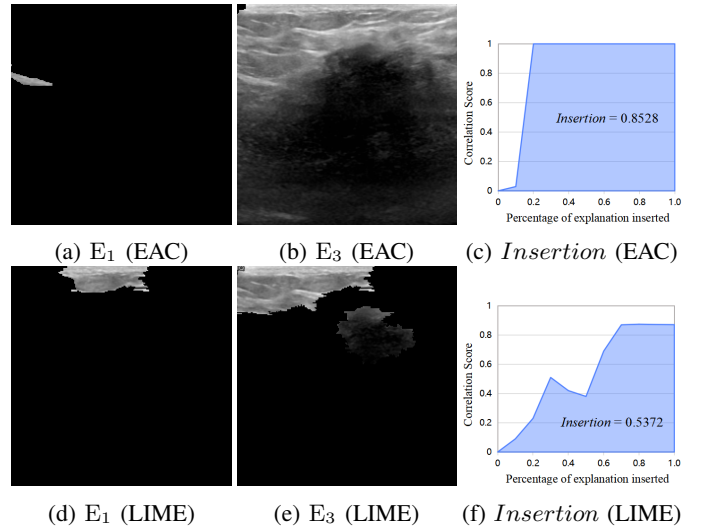 1
0.8
0.6
0.4
0.2
0
Correlation Score
Insertion = 0.8528
0 0.2 0.4 0.6 0.8 1.0
Percentage of explanation inserted
(a) E₁ (EAC) (b) E₃ (EAC) (c) Insertion (EAC)
1
0.8
0.6
0.4
0.2
0
Correlation Score
Insertion = 0.5372
0 0.2 0.4 0.6 0.8 1.0
Percentage of explanation inserted
(d) E₁ (LIME) (e) E₃ (LIME) (f) Insertion (LIME)